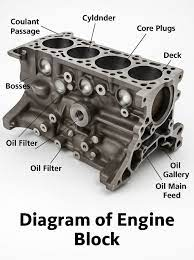 Coulant
Passage
Cyldnder
Core Plugs
Deck
Bosses
Oil Filter
Oil Filter
Oil
Gallery
Oil Main
Feed
Diagram of Engine
Block